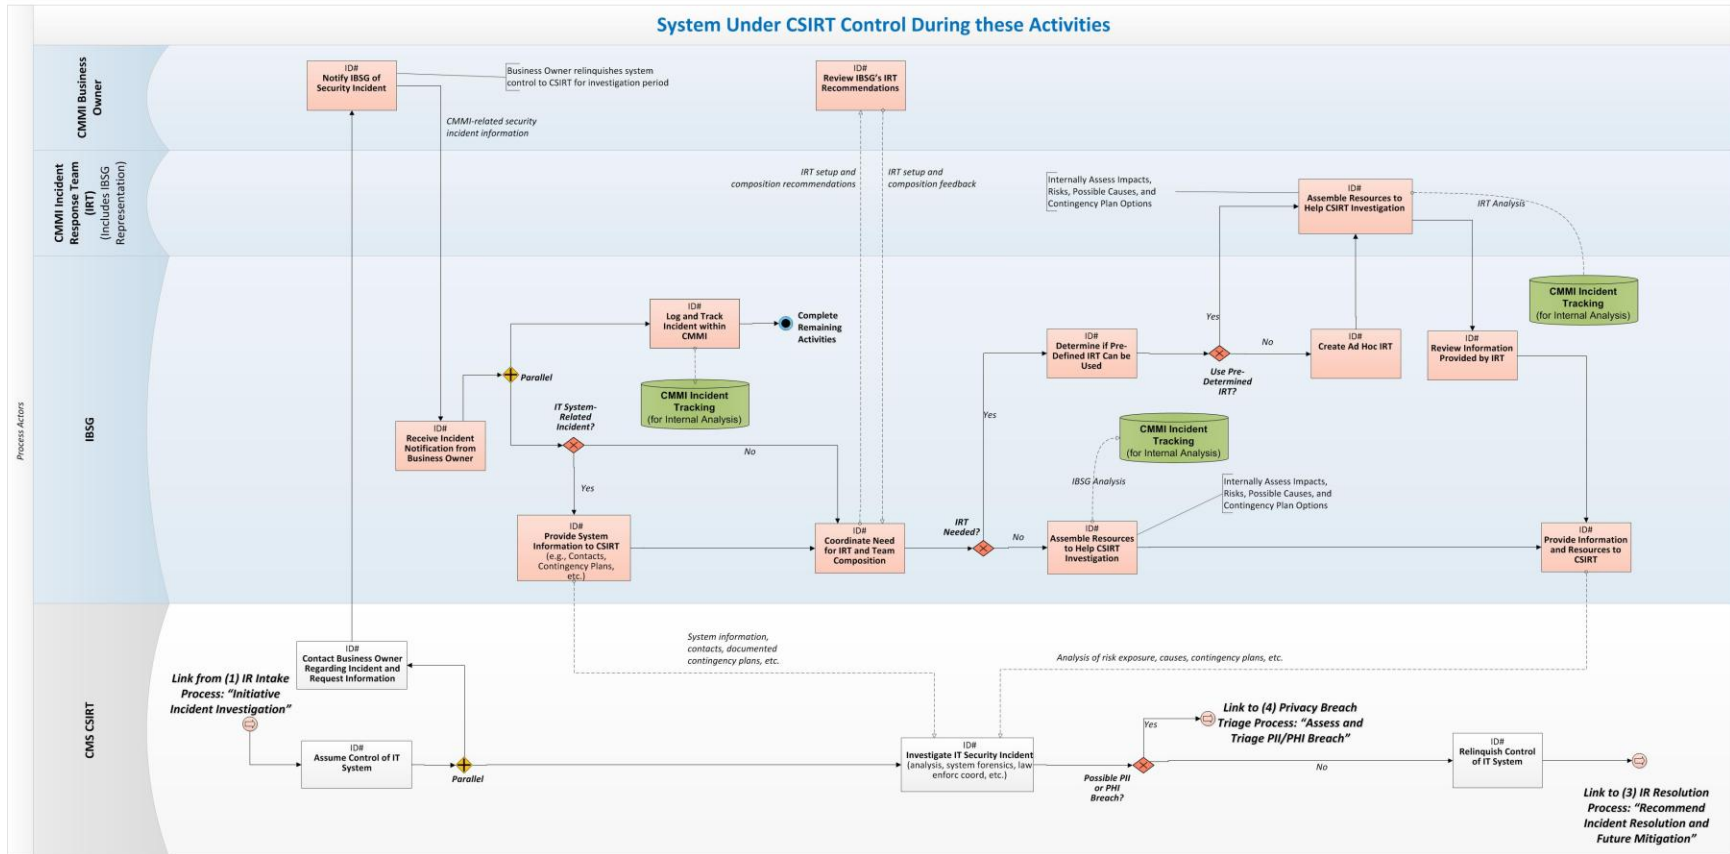 System Under CSIRT Control During these Activities
Process Actors
CMMI Business
Owner
ID#
Notify IBSG of
Security Incident
Business Owner relinquishes system
control to CSIRT for investigation period
CMMI-related security
incident information
ID#
Review IBSG's IRT
Recommendations
CMMI Incident
Response Team
(IRT)
(Includes IBSG
Representation)
IRT setup and
composition recommendations
IRT setup and
composition feedback
Internally Assess Impacts,
Risks, Possible Causes, and
Contingency Plan Options
ID#
Assemble Resources to
Help CSIRT Investigation
IRT Analysis
IBSG
ID#
Receive Incident
Notification from
Business Owner
Parallel
ID#
Log and Track
Incident within
CMMI
Complete
Remaining
Activities
CMMI Incident
Tracking
(for Internal Analysis)
IT System-
Related
Incident?
No
Yes
ID#
Provide System
Information to CSIRT
(e.g., Contacts,
Contingency Plans,
etc.)
ID#
Coordinate Need
for IRT and Team
Composition
IRT
Needed?
Yes
No
ID#
Determine if Pre-
Defined IRT Can be
Used
Use Pre-
Determined
IRT?
Yes
No
ID#
Create Ad Hoc IRT
ID#
Review Information
Provided by IRT
CMMI Incident
Tracking
(for Internal Analysis)
CMMI Incident
Tracking
(for Internal Analysis)
IBSG Analysis
Internally Assess Impacts,
Risks, Possible Causes, and
Contingency Plan Options
ID#
Assemble Resources
to Help CSIRT
Investigation
ID#
Provide Information
and Resources to
CSIRT
CMS CSIRT
Link from (1) IR Intake
Process: "Initiative
Incident Investigation"
ID#
Contact Business Owner
Regarding Incident and
Request Information
ID#
Assume Control of IT
System
Parallel
System information,
contacts, documented
contingency plans, etc.
Analysis of risk exposure, causes, contingency plans, etc.
ID#
Investigate IT Security Incident
(analysis, system forensics, law
enforc coord, etc.)
Possible PII
or PHI
Breach?
Yes
No
Link to (4) Privacy Breach
Triage Process: "Assess and
Triage PII/PHI Breach"
ID#
Relinquish Control
of IT System
Link to (3) IR Resolution
Process: "Recommend
Incident Resolution and
Future Mitigation"